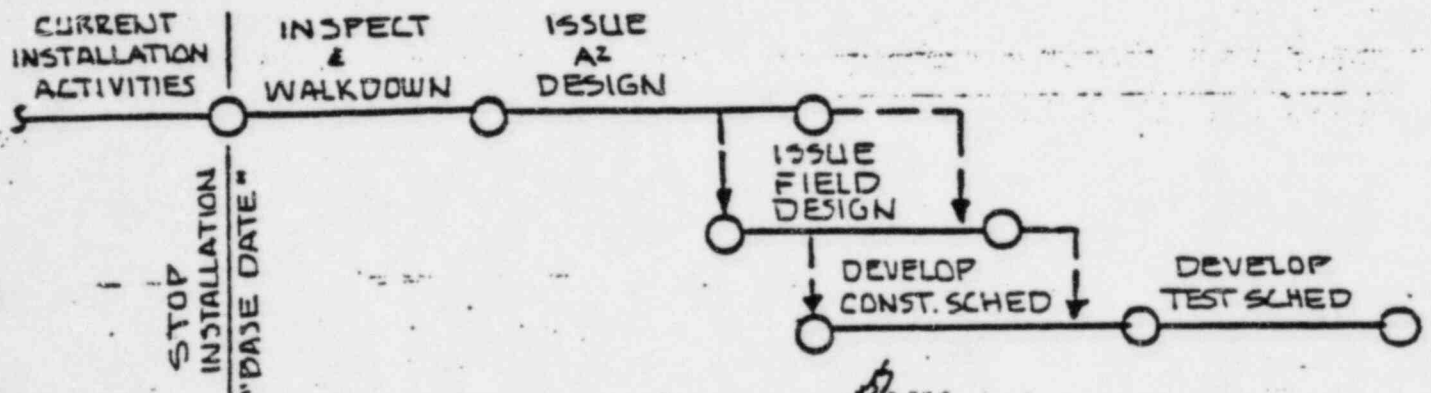 CURRENT
INSTALLATION
ACTIVITIES
INSPECT
&
WALKDOWN
ISSUE
AZ
DESIGN
STOP
INSTALLATION
"BASE DATE"
ISSUE
FIELD
DESIGN
DEVELOP
CONST. SCHED
DEVELOP
TEST SCHED